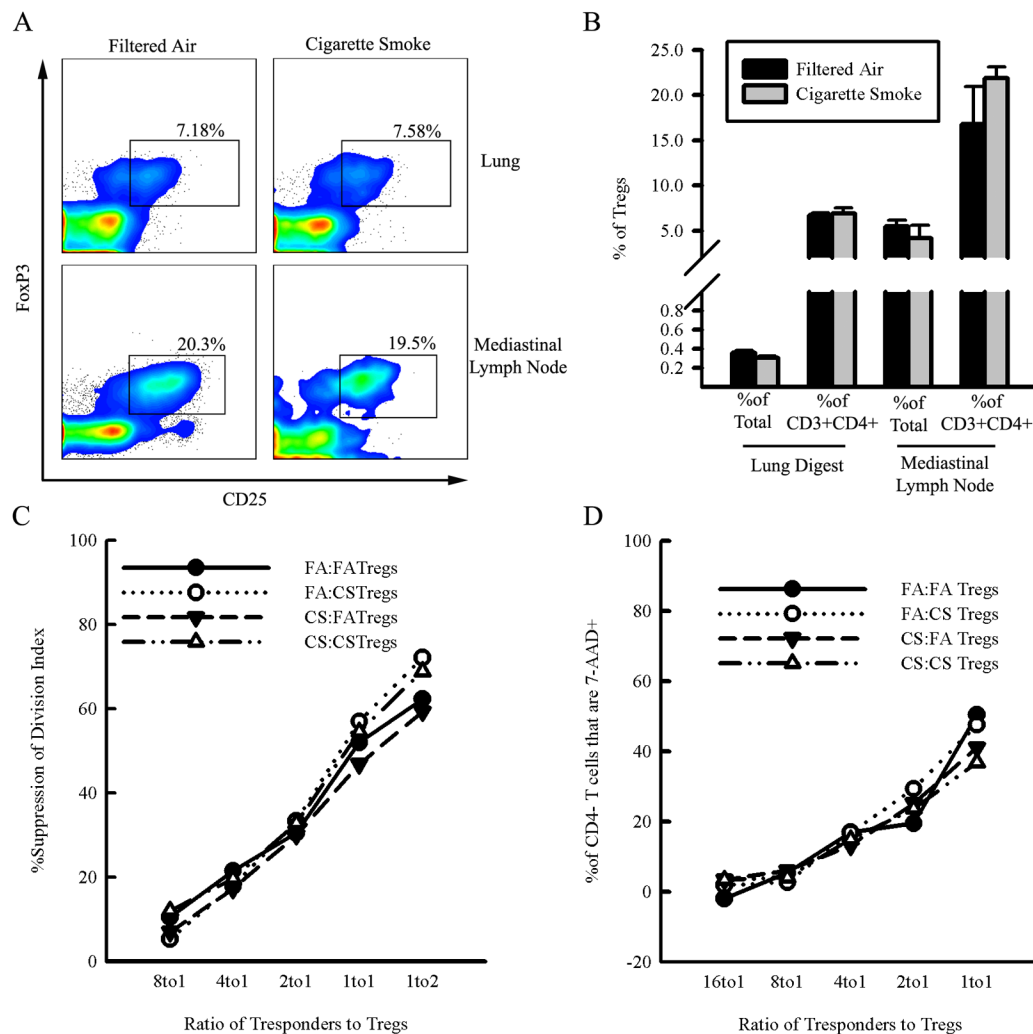 A
Filtered Air
Cigarette Smoke
7.18%
7.58%
Lung
20.3%
19.5%
Mediastinal
Lymph Node
FoxP3
CD25
B
25.0
20.0
15.0
10.0
5.0
0.8
0.6
0.4
0.2
% of Tregs
Filtered Air
Cigarette Smoke
%of
Total
%of
CD3+CD4+
%of
Total
%of
CD3+CD4+
Lung Digest
Mediastinal
Lymph Node
C
100
80
60
40
20
0
%Suppression of Division Index
FA:FATregs
FA:CSTregs
CS:FATregs
CS:CSTregs
8to1
4to1
2to1
1to1
1to2
Ratio of Tresponders to Tregs
D
100
80
60
40
20
0
-20
%of CD4- T cells that are 7-AAD+
FA:FA Tregs
FA:CS Tregs
CS:FA Tregs
CS:CS Tregs
16to1
8to1
4to1
2to1
1to1
Ratio of Tresponders to Tregs